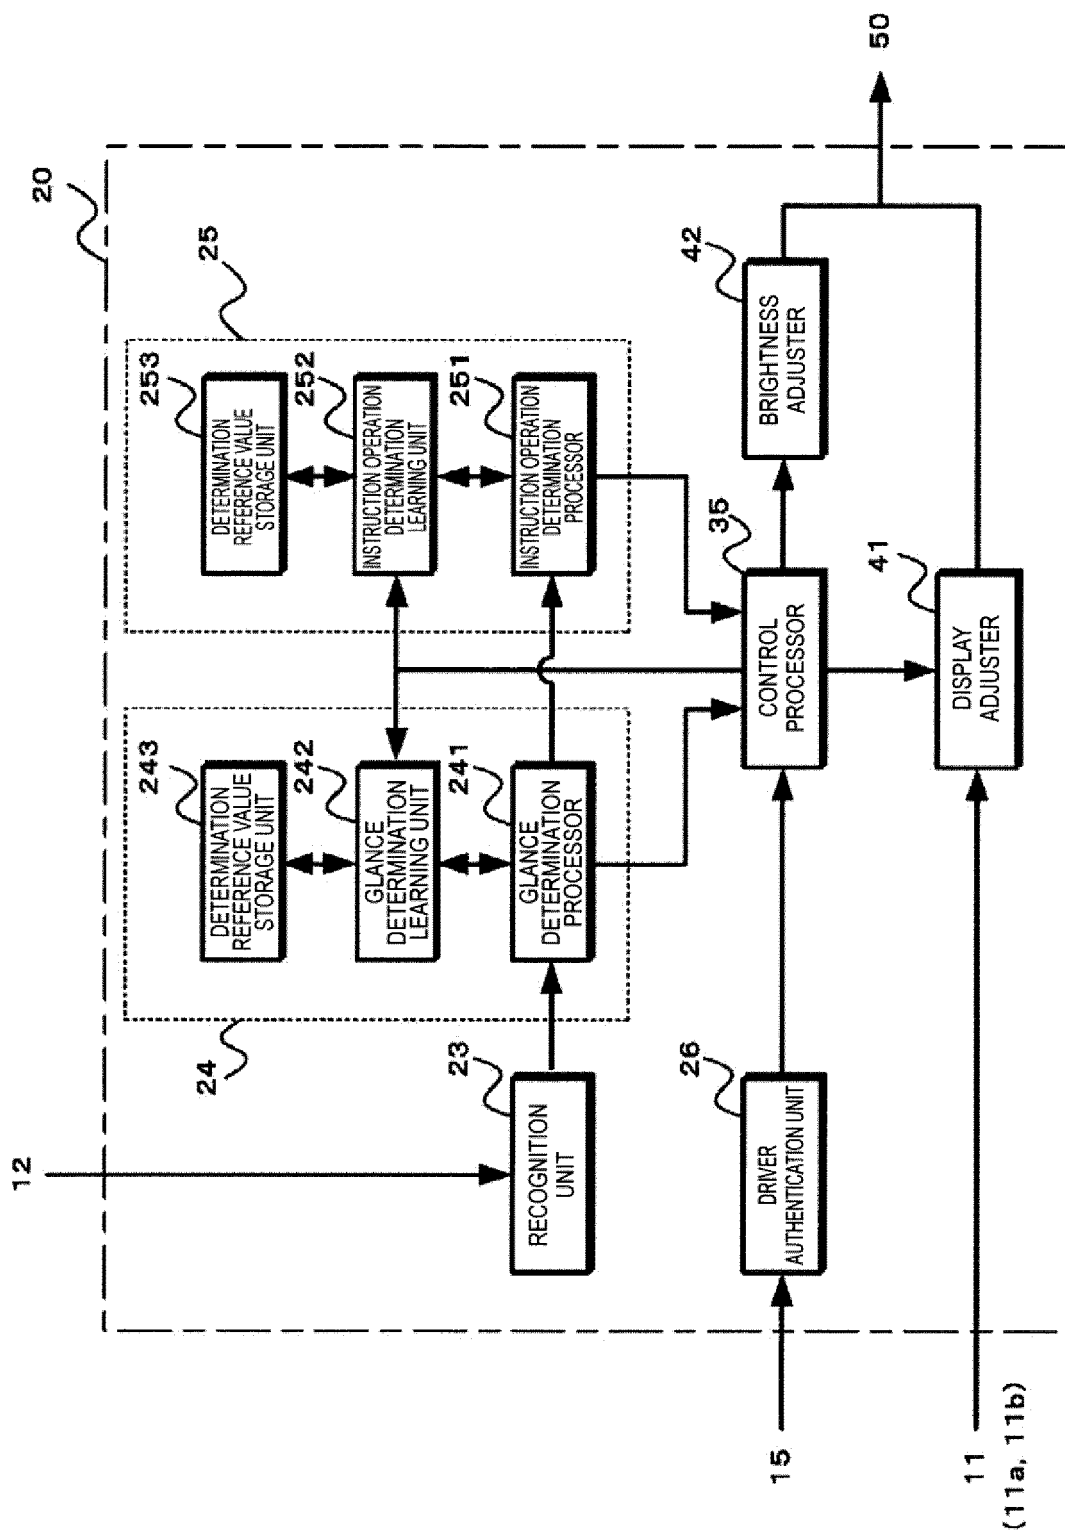 20
12
24
25
243
DETERMINATION
REFERENCE VALUE
STORAGE UNIT
253
DETERMINATION
REFERENCE VALUE
STORAGE UNIT
242
GLANCE
DETERMINATION
LEARNING UNIT
252
INSTRUCTION OPERATION
DETERMINATION
LEARNING UNIT
23
RECOGNITION
UNIT
241
GLANCE
DETERMINATION
PROCESSOR
251
INSTRUCTION OPERATION
DETERMINATION
PROCESSOR
15
26
DRIVER
AUTHENTICATION UNIT
35
CONTROL
PROCESSOR
42
BRIGHTNESS
ADJUSTER
50
11
(11a, 11b)
41
DISPLAY
ADJUSTER